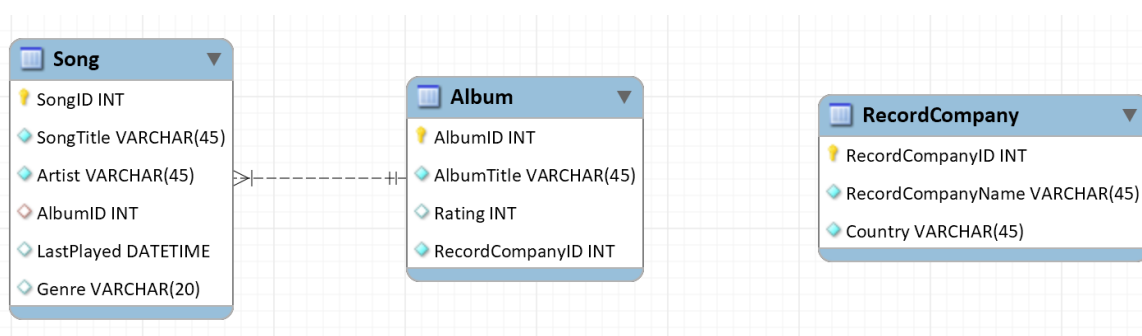 Song
SongID INT
SongTitle VARCHAR(45)
Artist VARCHAR(45)
AlbumID INT
LastPlayed DATETIME
Genre VARCHAR(20)
Album
AlbumID INT
AlbumTitle VARCHAR(45)
Rating INT
RecordCompanyID INT
RecordCompany
RecordCompanyID INT
RecordCompanyName VARCHAR(45)
Country VARCHAR(45)